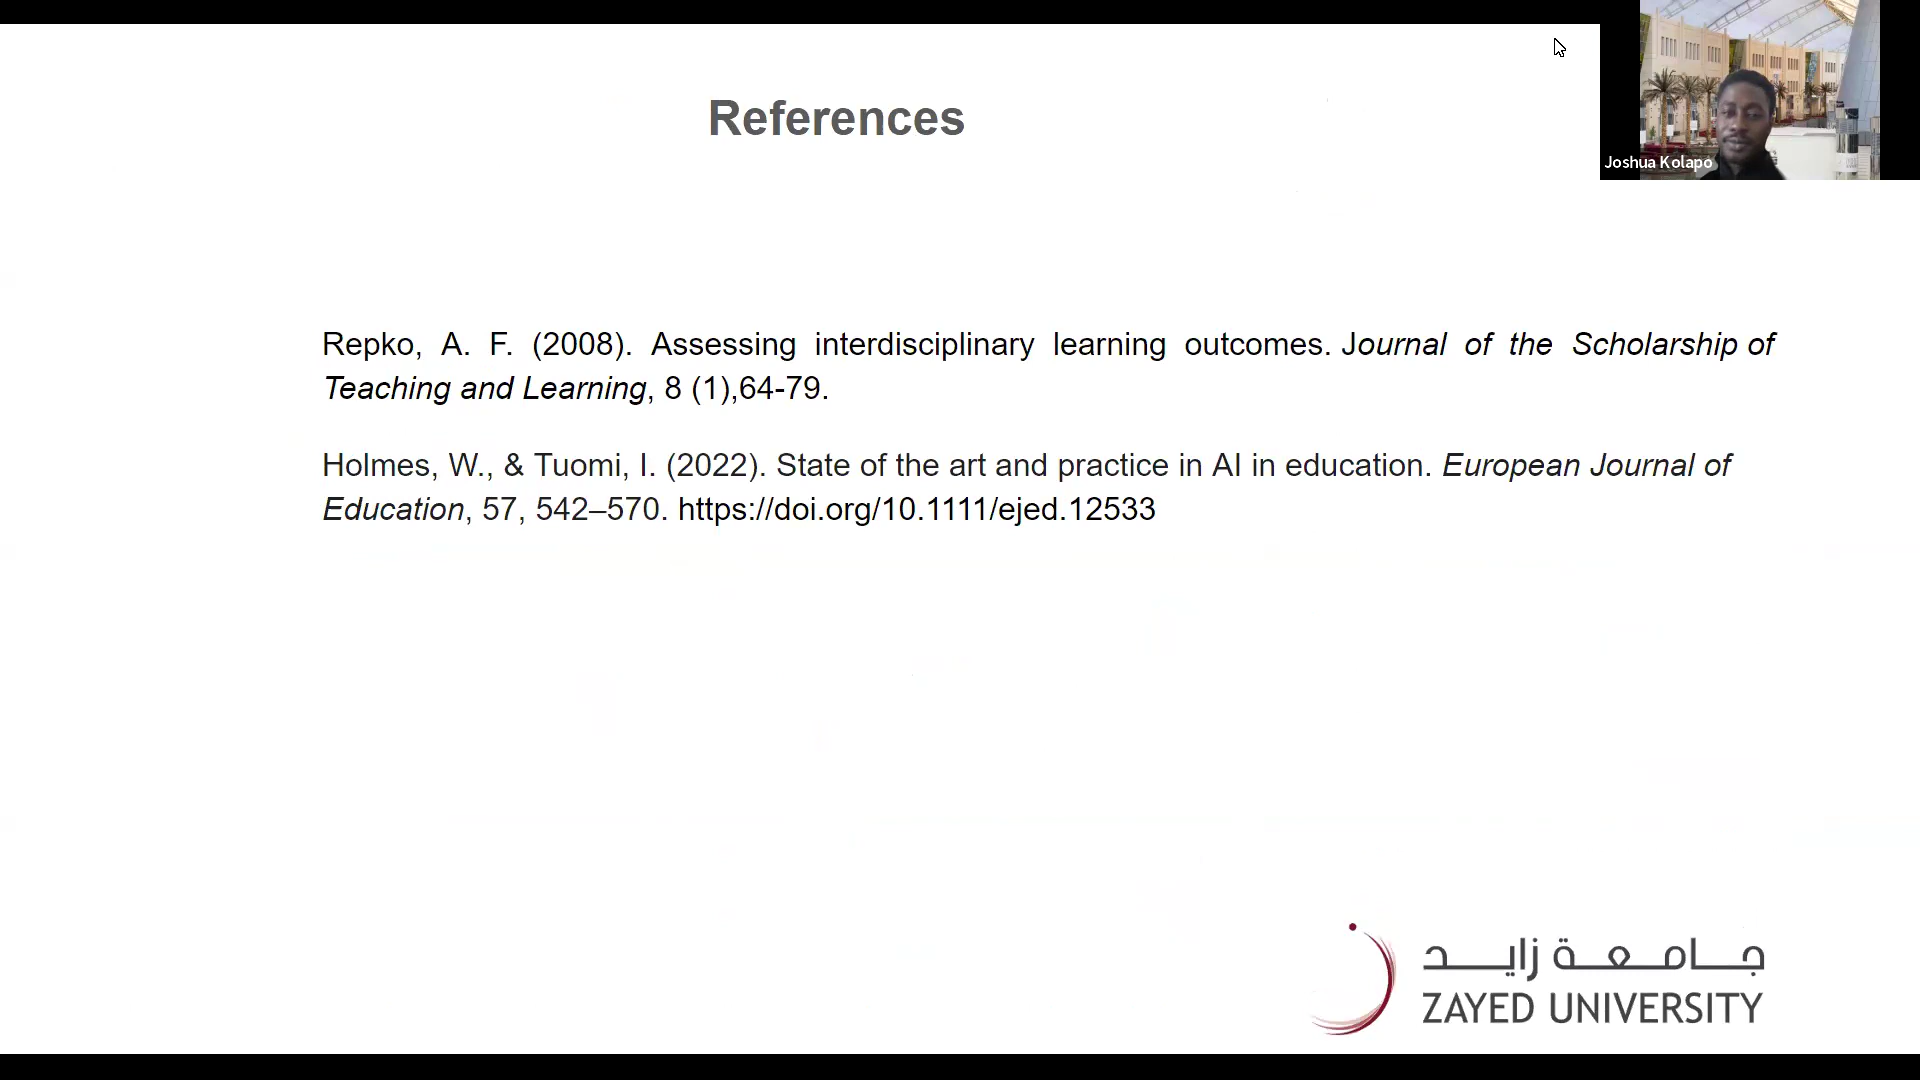 References
Joshua Kolapo
Repko, A. F. (2008). Assessing interdisciplinary learning outcomes. Journal of the Scholarship of
Teaching and Learning, 8 (1),64-79.
Holmes, W., & Tuomi, I. (2022). State of the art and practice in AI in education. European Journal of
Education, 57, 542–570. https://doi.org/10.1111/ejed.12533
جامعة زايد
ZAYED UNIVERSITY